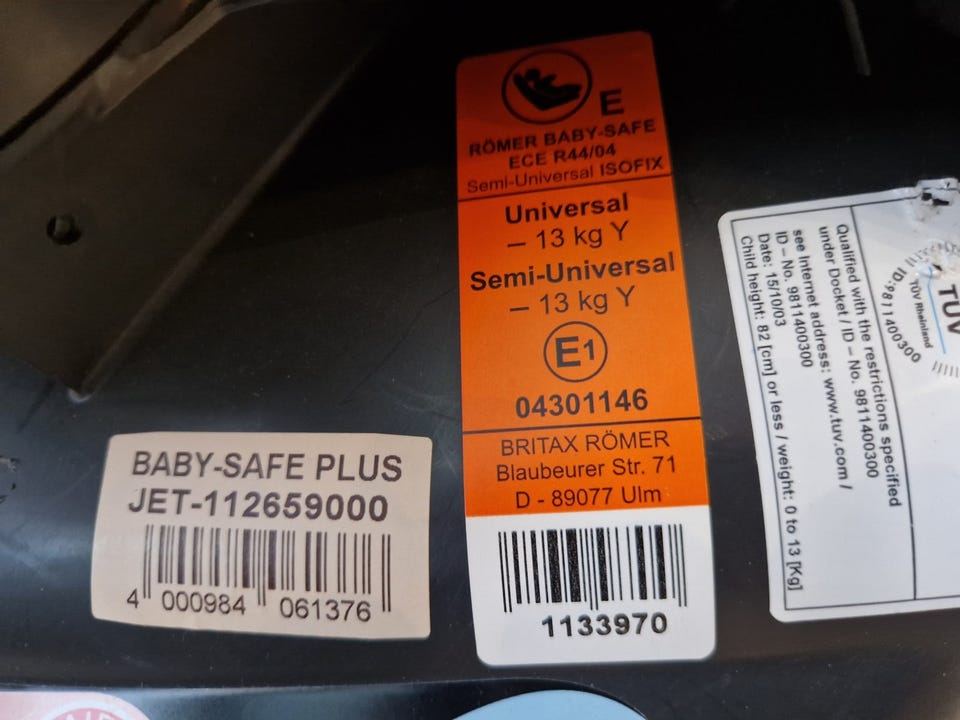 BABY-SAFE PLUS
JET-112659000
4 000984 061376
E
RÖMER BABY-SAFE
ECE R44/04
Semi-Universal ISOFIX
Universal
– 13 kg Y
Semi-Universal
– 13 kg Y
E1
04301146
BRITAX RÖMER
Blaubeurer Str. 71
D - 89077 Ulm
1133970
TÜV
TÜV Rheinland
ID:9811400300
Qualified with the restrictions specified
under Docket / ID – No. 9811400300
see Internet address: www.tuv.com /
ID – No. 9811400300
Date: 15/10/03
Child height: 82 [cm] or less / weight: 0 to 13 [Kg]